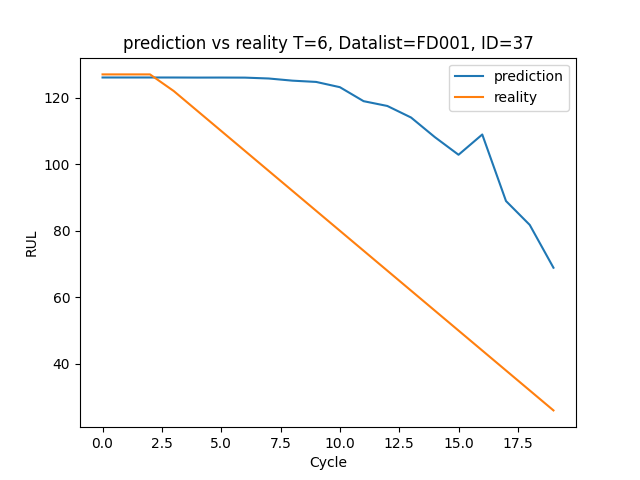 prediction vs reality T=6, Datalist=FD001, ID=37
prediction
reality
120
100
80
60
40
RUL
0.0 2.5 5.0 7.5 10.0 12.5 15.0 17.5
Cycle